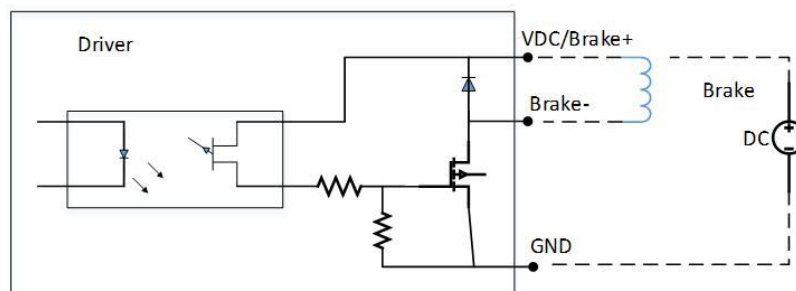 Driver
VDC/Brake+
Brake-
Brake
DC
GND